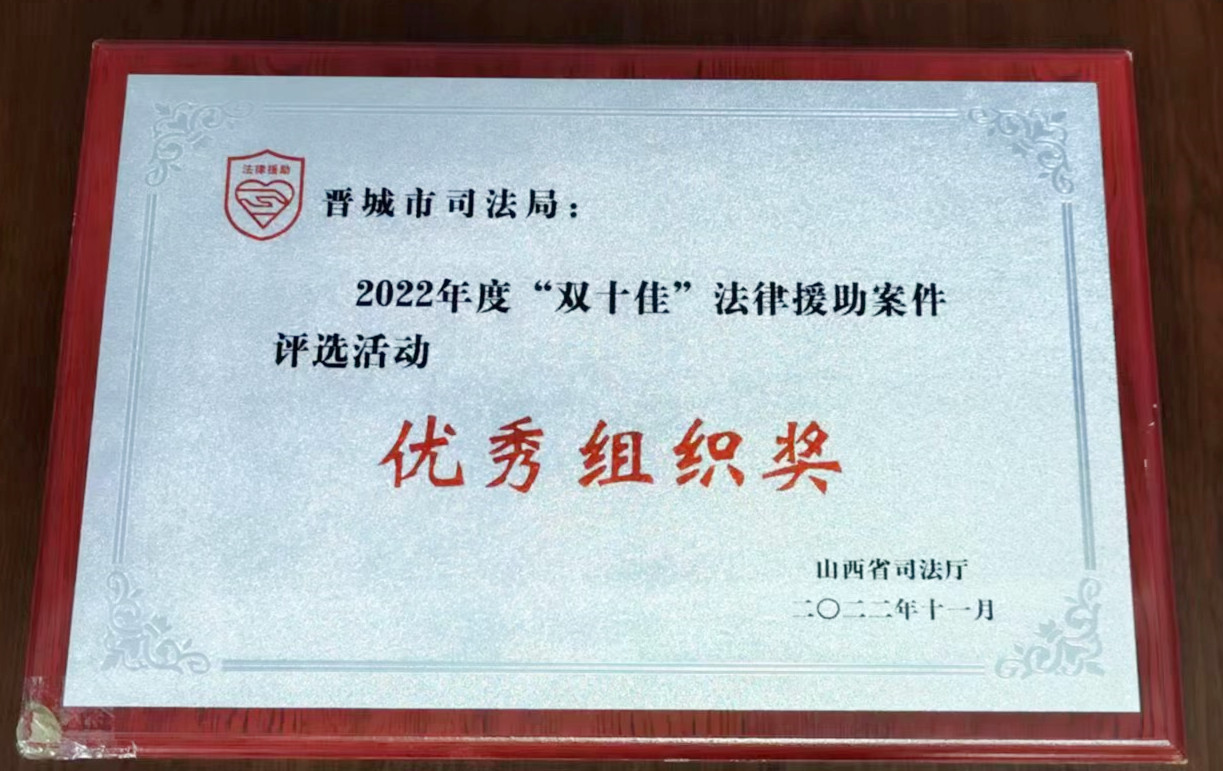 法律援助
晋城市司法局：
2022年度“双十佳”法律援助案件
评选活动
优秀组织奖
山西省司法厅
二〇二二年十一月